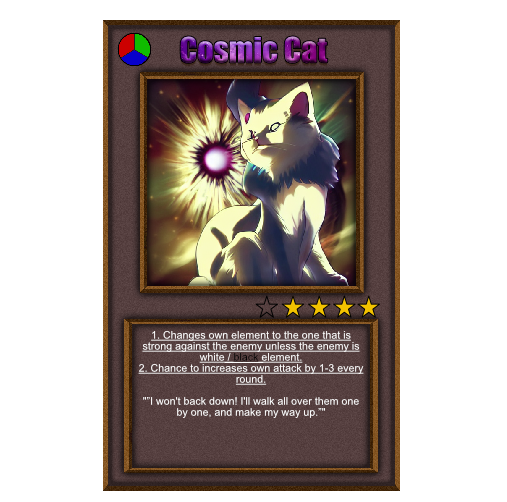 Cosmic Cat
1. Changes own element to the one that is
strong against the enemy unless the enemy is
white / black element.
2. Chance to increases own attack by 1-3 every
round.
"“I won't back down! I'll walk all over them one
by one, and make my way up.”"